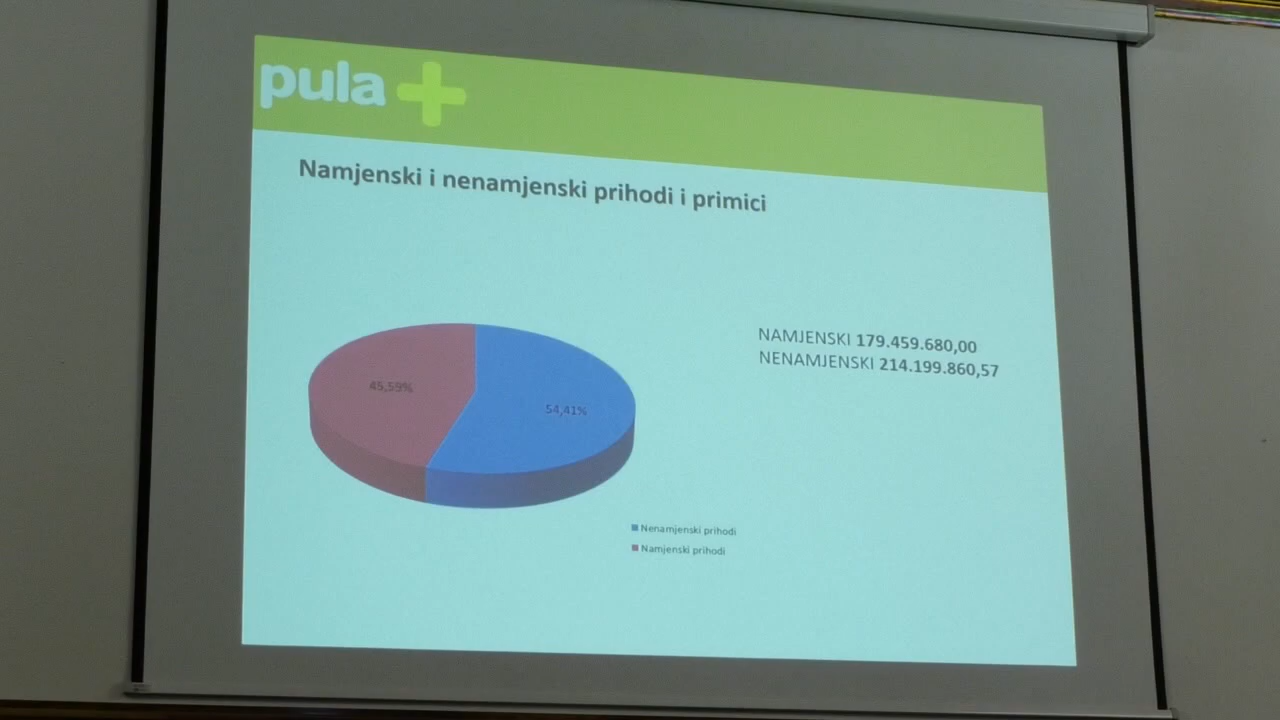 pula +
Namjenski i nenamjenski prihodi i primici
NAMJENSKI 179.459.680,00
NENAMJENSKI 214.199.860,57
45,59%
54,41%
Nenamjenski prihodi
Namjenski prihodi